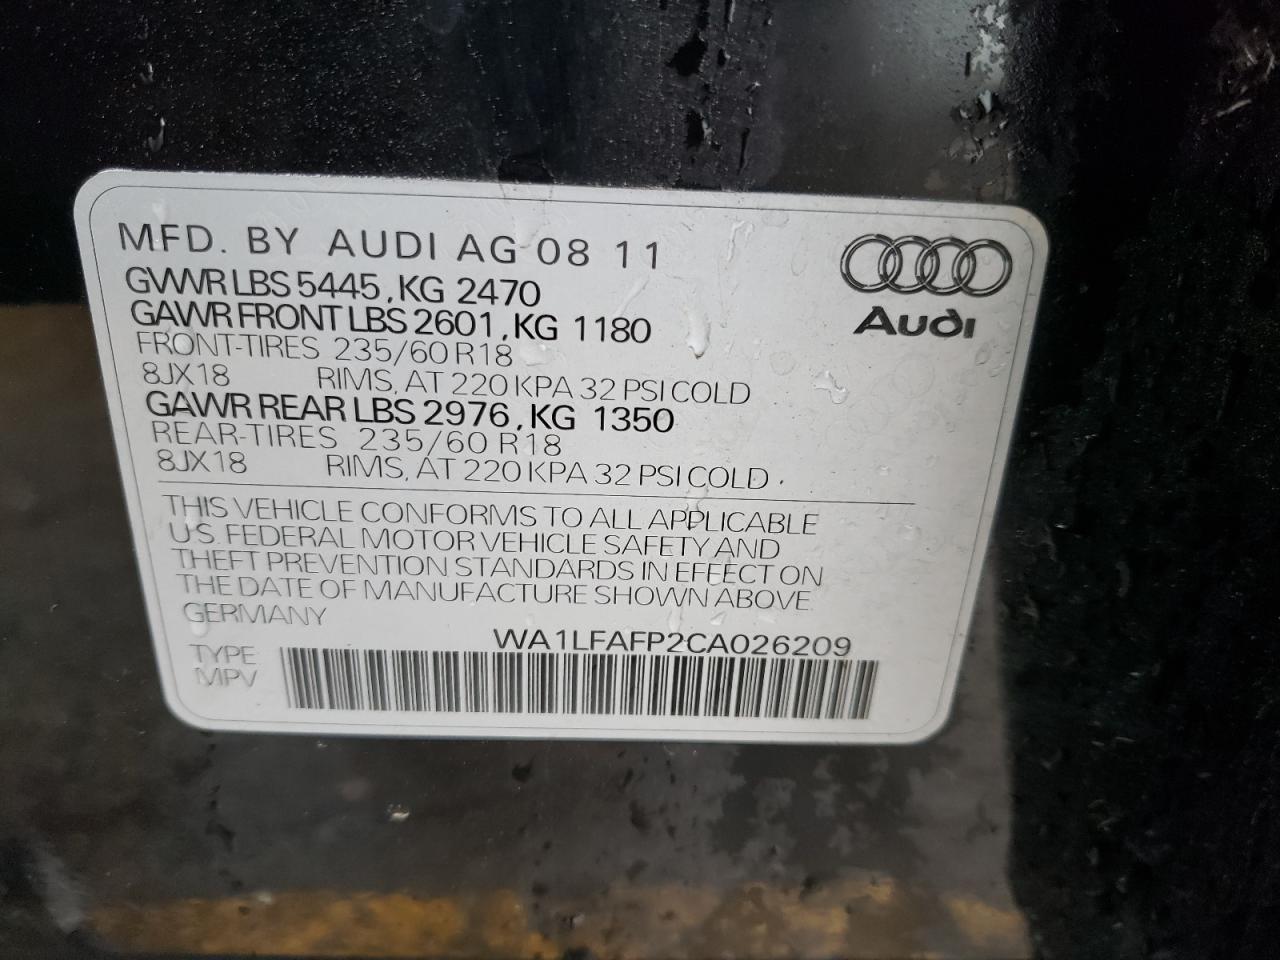 MFD. BY AUDI AG 08 11
GVWR LBS 5445, KG 2470
GAWR FRONT LBS 2601, KG 1180
FRONT-TIRES 235/60 R18
8JX18 RIMS, AT 220 KPA 32 PSI COLD
GAWR REAR LBS 2976, KG 1350
REAR-TIRES 235/60 R18
8JX18 RIMS, AT 220 KPA 32 PSI COLD
Audi
THIS VEHICLE CONFORMS TO ALL APPLICABLE
U.S. FEDERAL MOTOR VEHICLE SAFETY AND
THEFT PREVENTION STANDARDS IN EFFECT ON
THE DATE OF MANUFACTURE SHOWN ABOVE.
GERMANY
WA1LFAFP2CA026209
TYPE
MPV